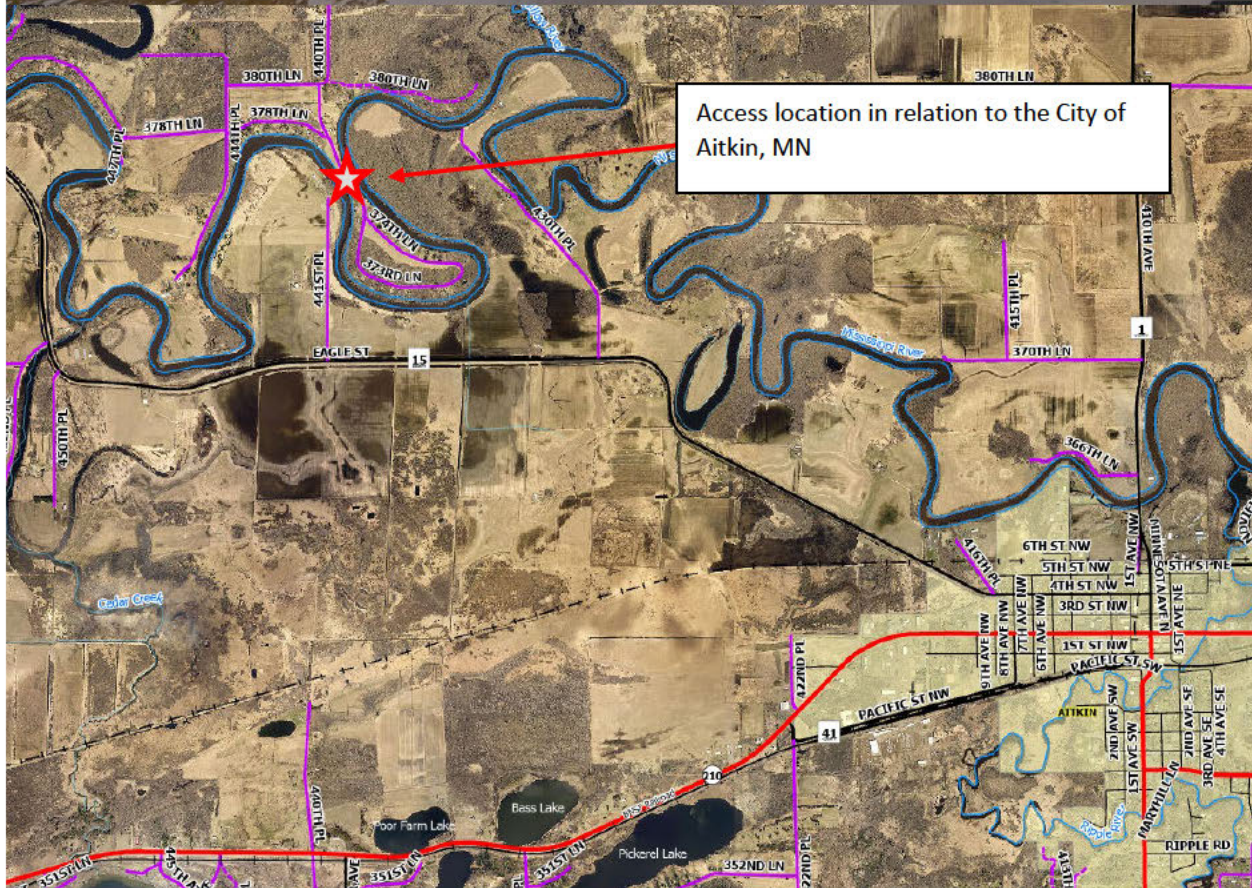 Access location in relation to the City of
Aitkin, MN
440TH PL
380TH LN
380TH LN
380TH LN
378TH LN
378TH LN
447TH PL
444TH PL
374TH LN
373RD LN
441ST PL
430TH PL
410TH AVE
415TH PL
1
Mississippi River
370TH LN
EAGLE ST
15
450TH PL
366TH LN
416TH PL
6TH ST NW
5TH ST NW
5TH ST NE
4TH ST NW
3RD ST NW
1ST AVE NW
MINNESOTA AVE N
1ST AVE NE
9TH AVE NW
8TH AVE NW
7TH AVE NW
6TH AVE NW
1ST ST NW
PACIFIC ST SW
PACIFIC ST NW
41
422ND PL
AITKIN
2ND AVE SW
1ST AVE SW
2ND AVE SE
3RD AVE SE
4TH AVE SE
MARYHILL LN
Ripple River
RIPPLE RD
Cedar Creek
440TH PL
210
Bass Lake
Poor Farm Lake
Pickerel Lake
351ST LN
351ST LN
351ST LN
352ND LN